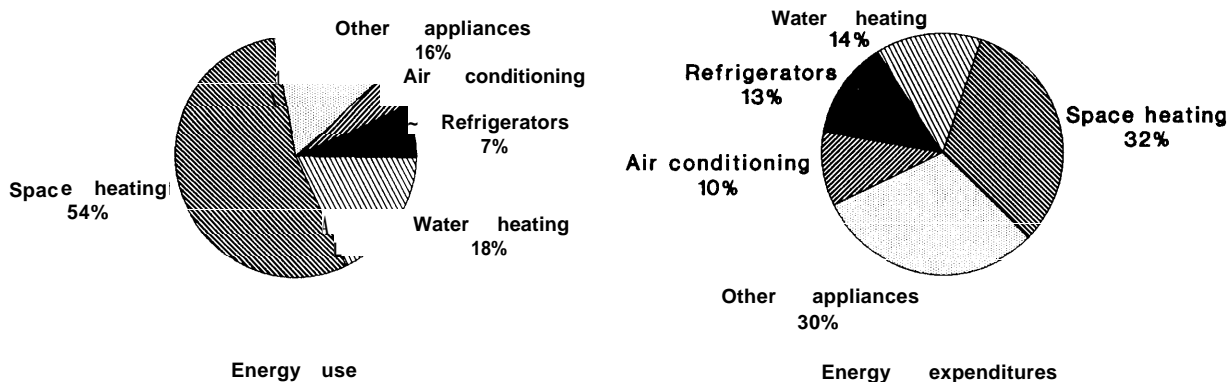 Other appliances
16%
Air conditioning
Refrigerators
7%
Space heating
54%
Water heating
18%
Energy use
Water heating
14%
Refrigerators
13%
Space heating
32%
Air conditioning
10%
Other appliances
30%
Energy expenditures